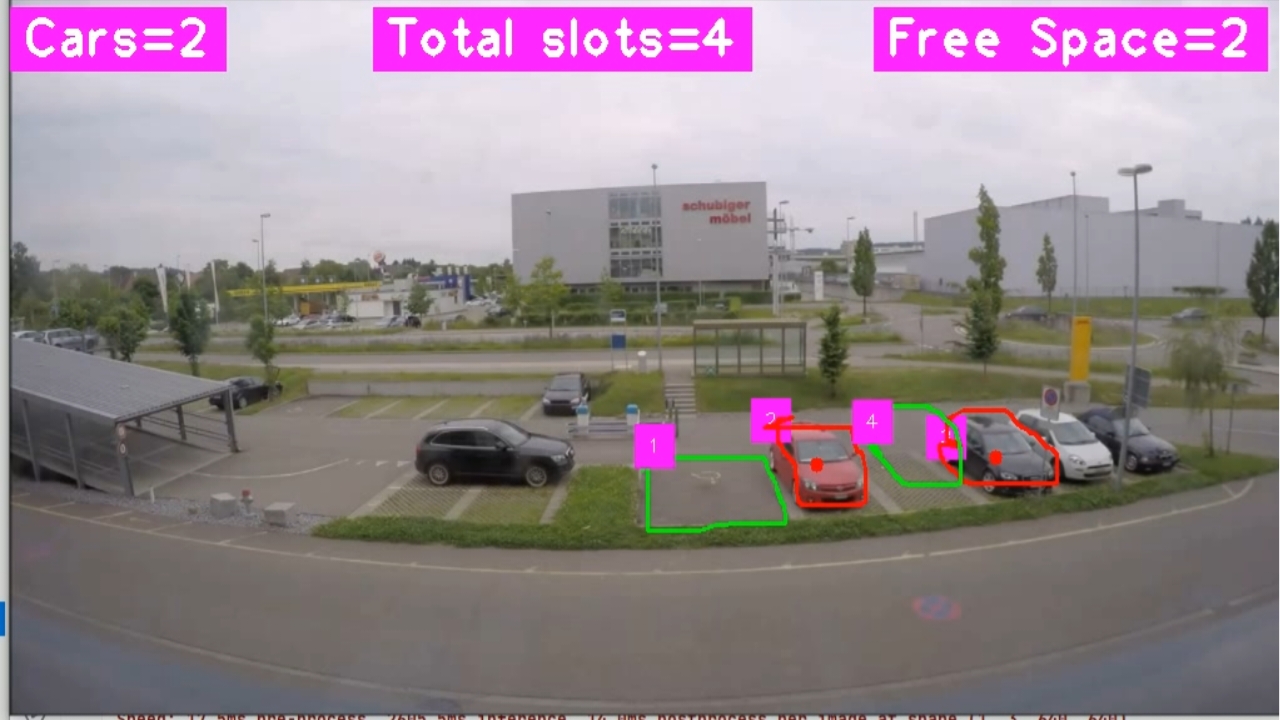 Cars=2
Total slots=4
Free Space=2
schubiger
möbel
2
4
1